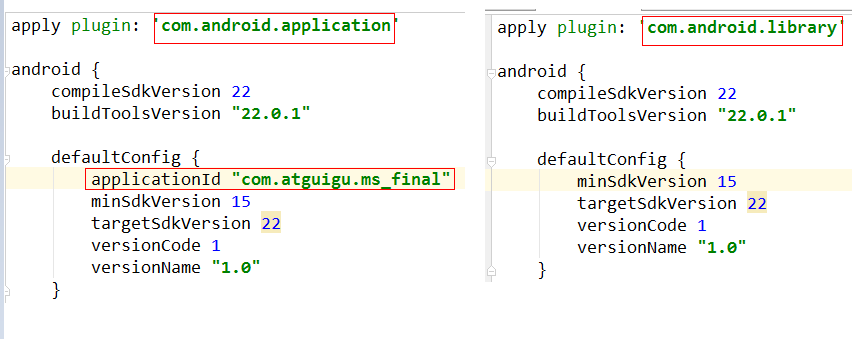 apply plugin: 'com.android.application'
android {
compileSdkVersion 22
buildToolsVersion "22.0.1"
defaultConfig {
applicationId "com.atguigu.ms_final"
minSdkVersion 15
targetSdkVersion 22
versionCode 1
versionName "1.0"
}
apply plugin: 'com.android.library'
android {
compileSdkVersion 22
buildToolsVersion "22.0.1"
defaultConfig {
minSdkVersion 15
targetSdkVersion 22
versionCode 1
versionName "1.0"
}